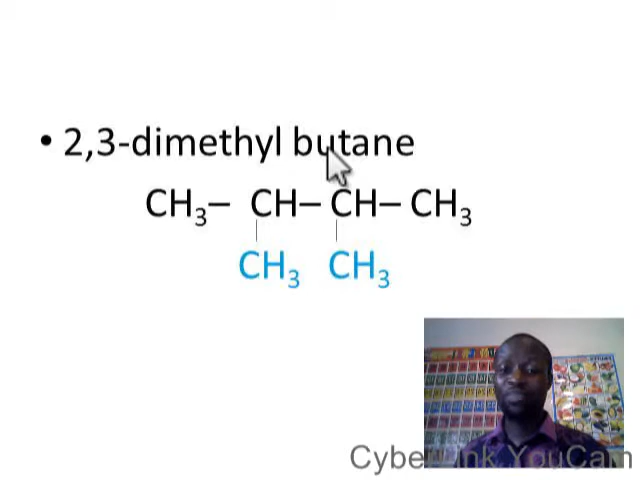 • 2,3-dimethyl butane
CH₃– CH– CH– CH₃
CH₃ CH₃
CyberLink YouCam